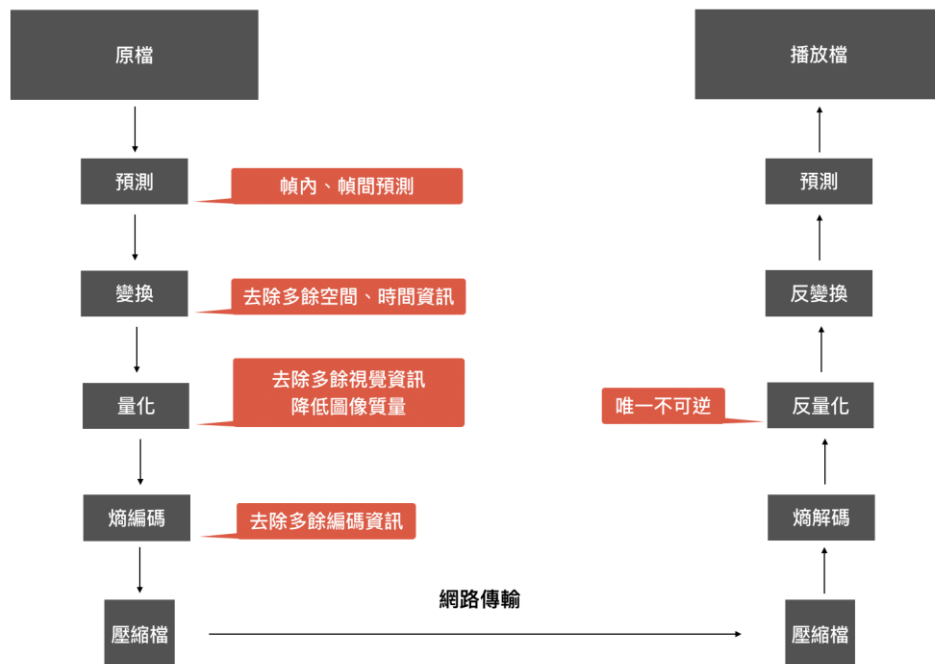 原檔
播放檔
預測
幀內、幀間預測
預測
變換
去除多餘空間、時間資訊
反變換
量化
去除多餘視覺資訊
降低圖像質量
唯一不可逆
反量化
熵編碼
去除多餘編碼資訊
熵解碼
網路傳輸
壓縮檔
壓縮檔